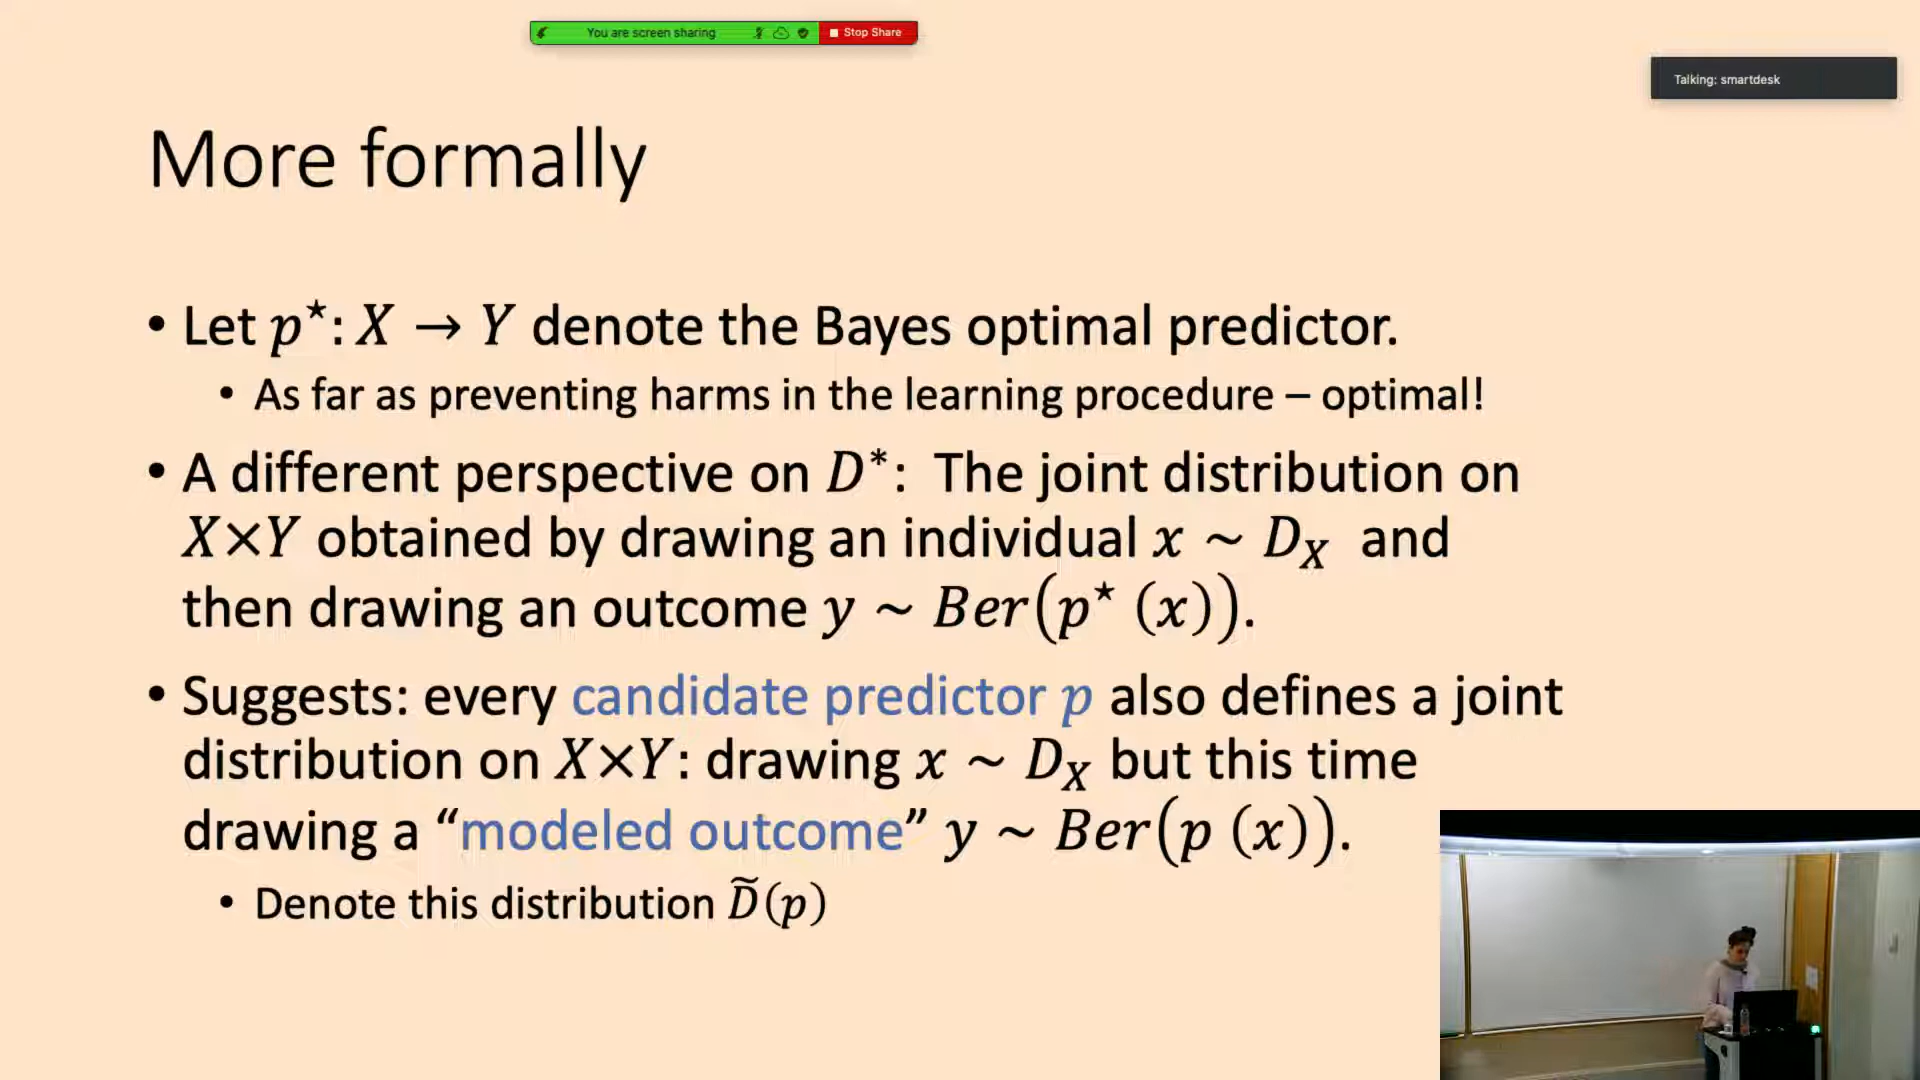 You are screen sharing
Stop Share
Talking: smartdesk
More formally
• Let p*: X → Y denote the Bayes optimal predictor.
• As far as preventing harms in the learning procedure – optimal!
• A different perspective on D*: The joint distribution on
X×Y obtained by drawing an individual x ~ D_X and
then drawing an outcome y ~ Ber(p* (x)).
• Suggests: every candidate predictor p also defines a joint
distribution on X×Y: drawing x ~ D_X but this time
drawing a “modeled outcome” y ~ Ber(p (x)).
• Denote this distribution D̃(p)